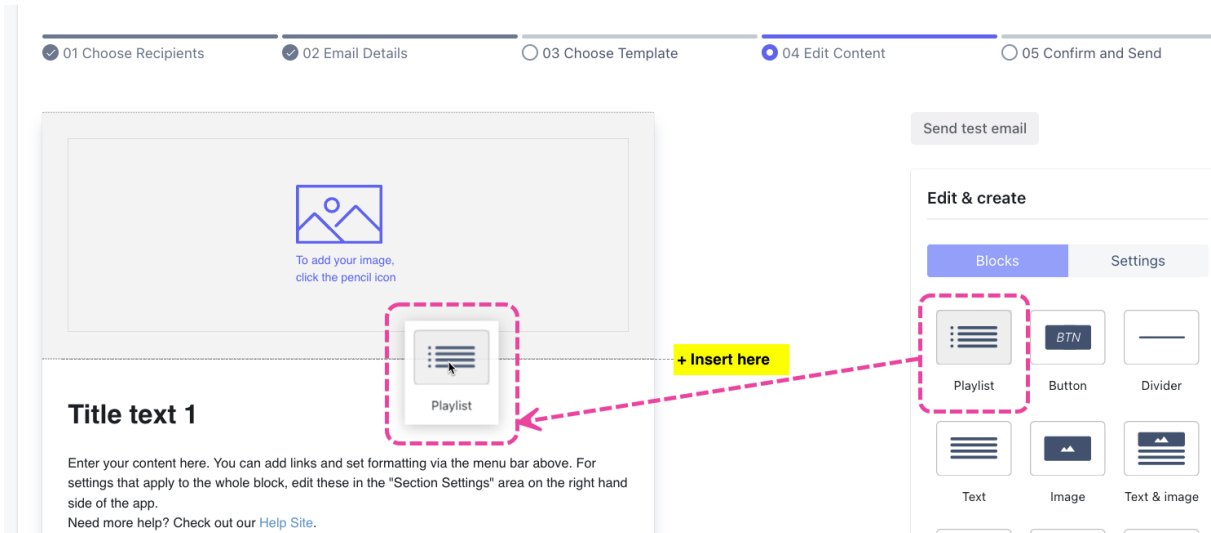 01 Choose Recipients
02 Email Details
03 Choose Template
04 Edit Content
05 Confirm and Send
Send test email
To add your image,
click the pencil icon
+ Insert here
Playlist
Title text 1
Enter your content here. You can add links and set formatting via the menu bar above. For
settings that apply to the whole block, edit these in the "Section Settings" area on the right hand
side of the app.
Need more help? Check out our Help Site.
Edit & create
Blocks
Settings
BTN
Playlist
Button
Divider
Text
Image
Text & image